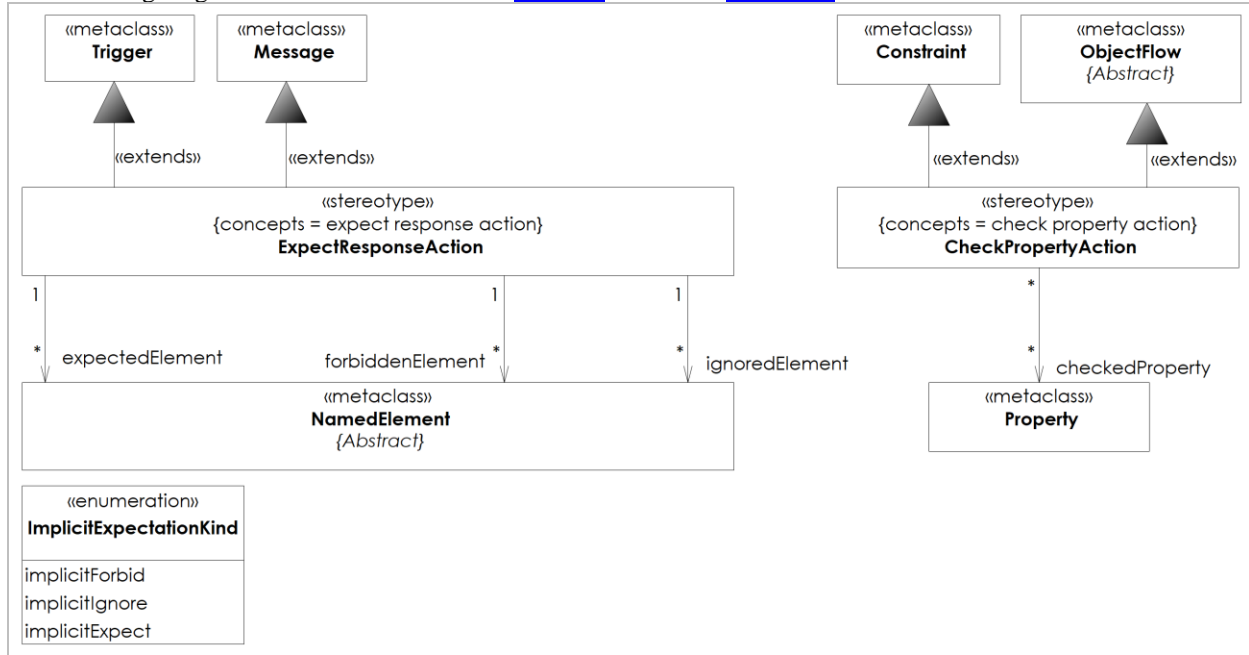 «metaclass»
Trigger
«metaclass»
Message
«metaclass»
Constraint
«metaclass»
ObjectFlow
{Abstract}
«extends»
«extends»
«extends»
«extends»
«stereotype»
{concepts = expect response action}
ExpectResponseAction
«stereotype»
{concepts = check property action}
CheckPropertyAction
1
1
1
*
*
expectedElement
forbiddenElement
*
*
ignoredElement
*
checkedProperty
«metaclass»
NamedElement
{Abstract}
«metaclass»
Property
«enumeration»
ImplicitExpectationKind
implicitForbid
implicitIgnore
implicitExpect